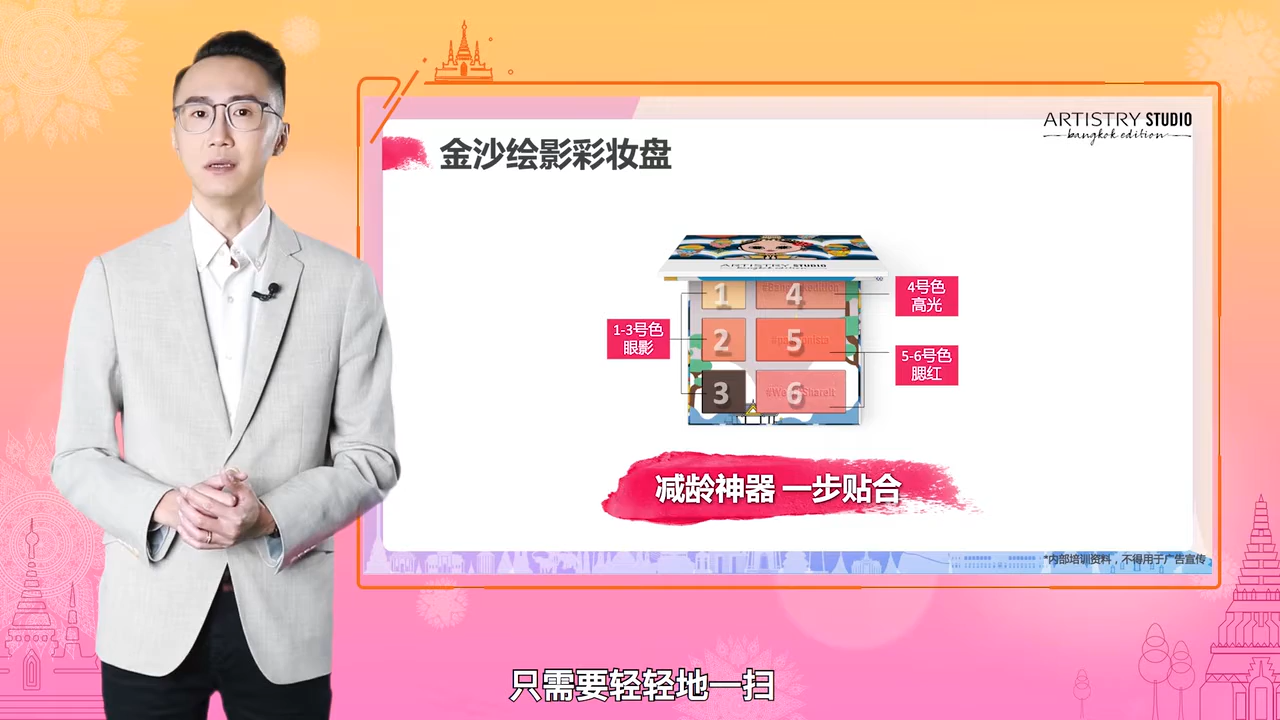 ARTISTRY STUDIO
bangkok edition
金沙绘影彩妆盘
ARTISTRY STUDIO
1
4
4号色
高光
1-3号色
眼影
2
5
5-6号色
腮红
3
6
减龄神器 一步贴合
*内部培训资料，不得用于广告宣传
只需要轻轻地一扫